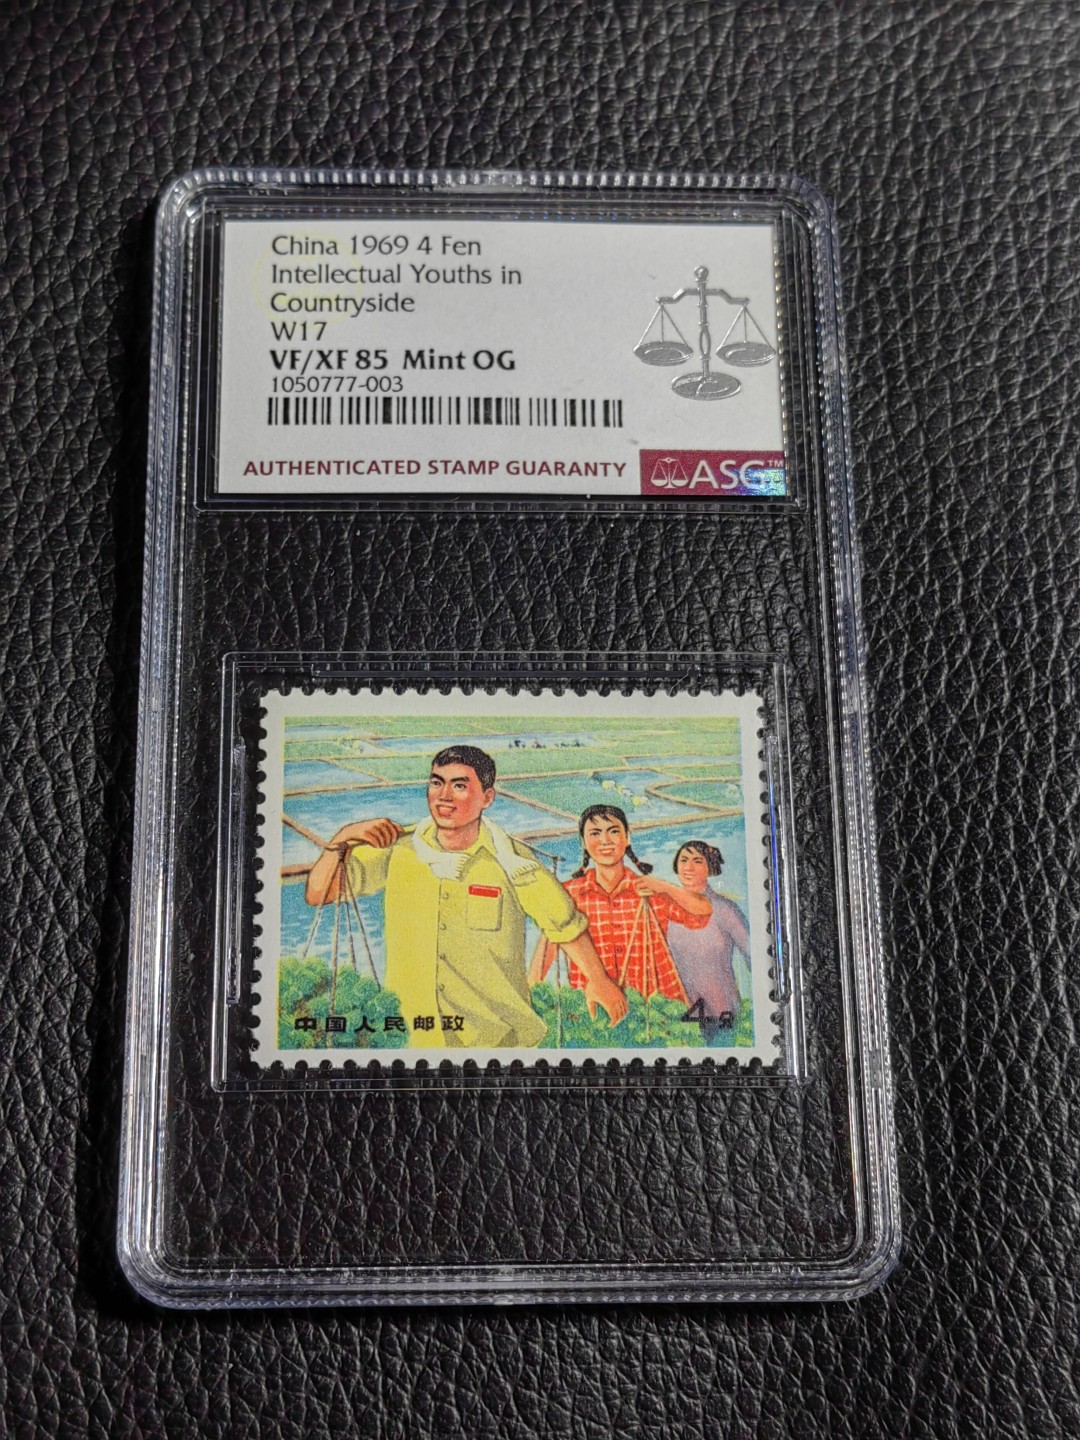 China 1969 4 Fen
Intellectual Youths in
Countryside
W17
VF/XF 85 Mint OG
1050777-003
AUTHENTICATED STAMP GUARANTY
ASG™
中国人民邮政
4分